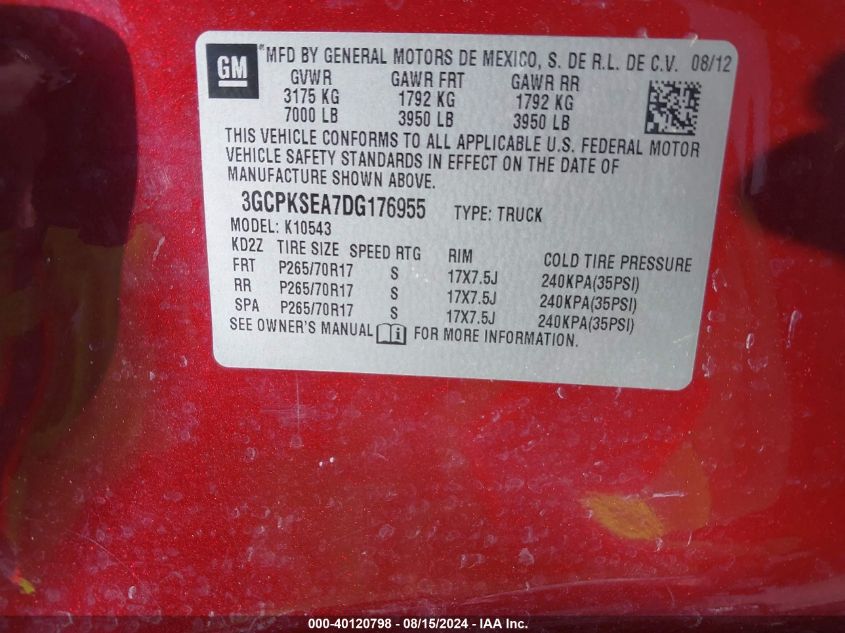 GM ®MFD BY GENERAL MOTORS DE MEXICO, S. DE R.L. DE C.V. 08/12
GVWR GAWR FRT GAWR RR
3175 KG 1792 KG 1792 KG
7000 LB 3950 LB 3950 LB
THIS VEHICLE CONFORMS TO ALL APPLICABLE U.S. FEDERAL MOTOR
VEHICLE SAFETY STANDARDS IN EFFECT ON THE DATE OF
MANUFACTURE SHOWN ABOVE.
3GCPKSEA7DG176955 TYPE: TRUCK
MODEL: K10543
KD2Z TIRE SIZE SPEED RTG RIM COLD TIRE PRESSURE
FRT P265/70R17 S 17X7.5J 240KPA(35PSI)
RR P265/70R17 S 17X7.5J 240KPA(35PSI)
SPA P265/70R17 S 17X7.5J 240KPA(35PSI)
SEE OWNER'S MANUAL i FOR MORE INFORMATION.
000-40120798 - 08/15/2024 - IAA Inc.